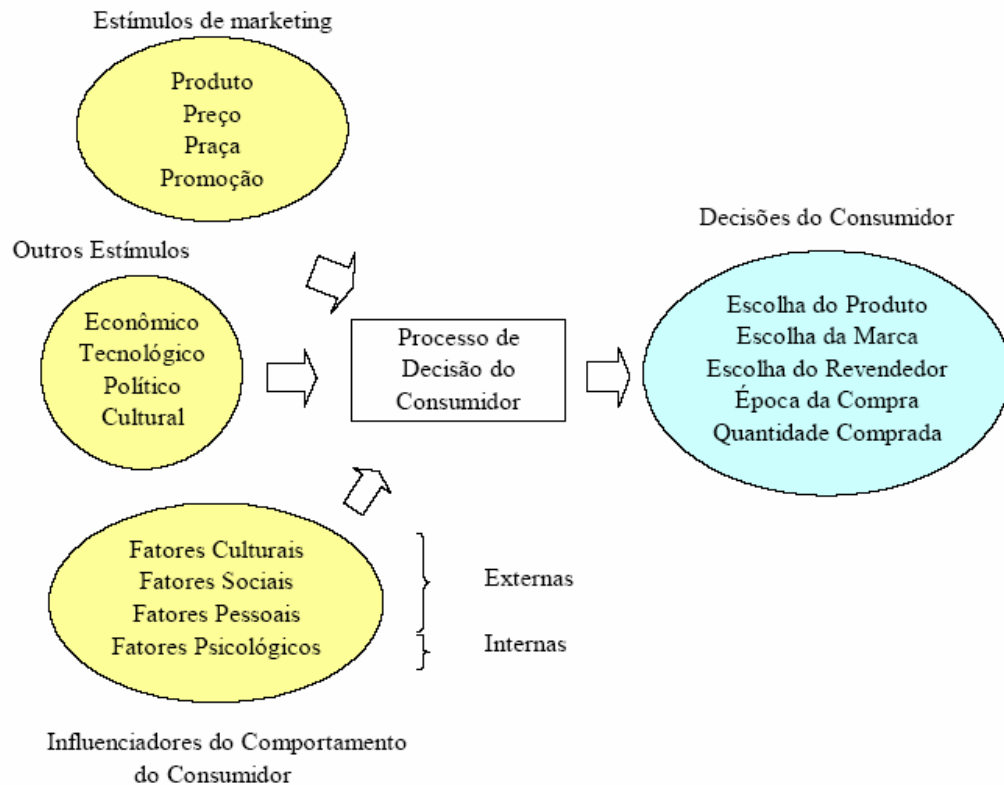 Estímulos de marketing
Produto
Preço
Praça
Promoção
Outros Estímulos
Econômico
Tecnológico
Político
Cultural
Processo de
Decisão do
Consumidor
Decisões do Consumidor
Escolha do Produto
Escolha da Marca
Escolha do Revendedor
Época da Compra
Quantidade Comprada
Fatores Culturais
Fatores Sociais
Fatores Pessoais
Fatores Psicológicos
Externas
Internas
Influenciadores do Comportamento
do Consumidor